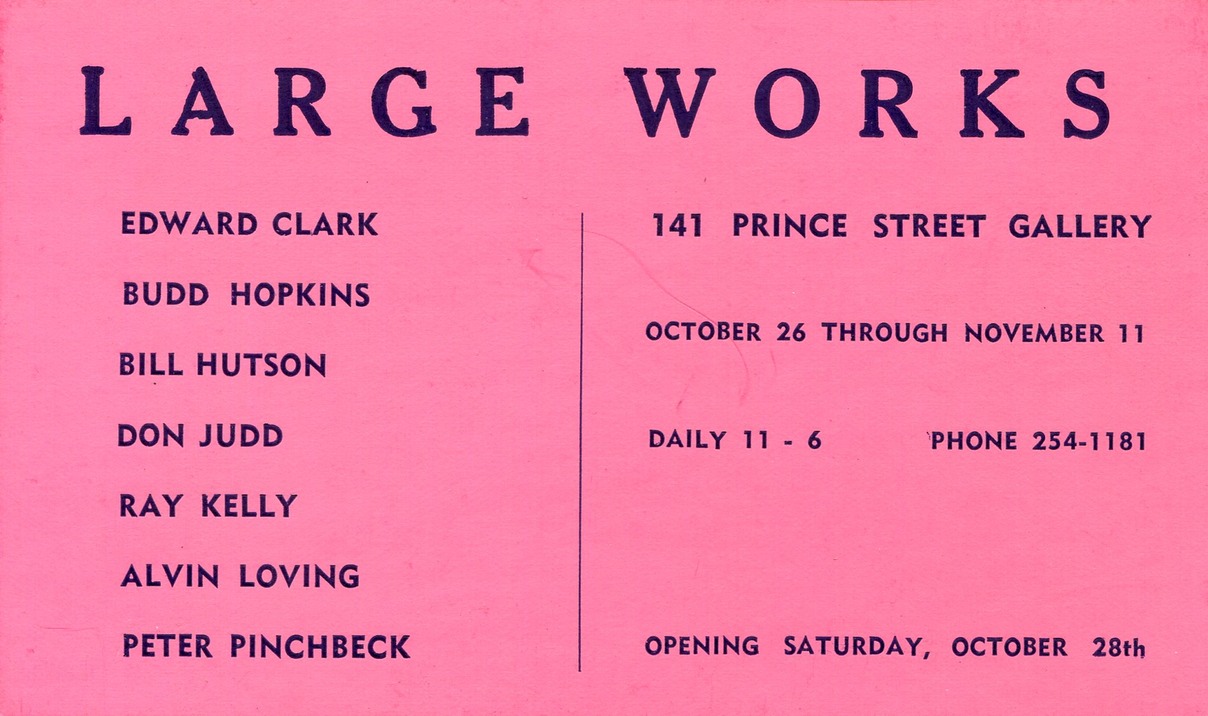 LARGE WORKS
EDWARD CLARK
BUDD HOPKINS
BILL HUTSON
DON JUDD
RAY KELLY
ALVIN LOVING
PETER PINCHBECK
141 PRINCE STREET GALLERY
OCTOBER 26 THROUGH NOVEMBER 11
DAILY 11 - 6 PHONE 254-1181
OPENING SATURDAY, OCTOBER 28th